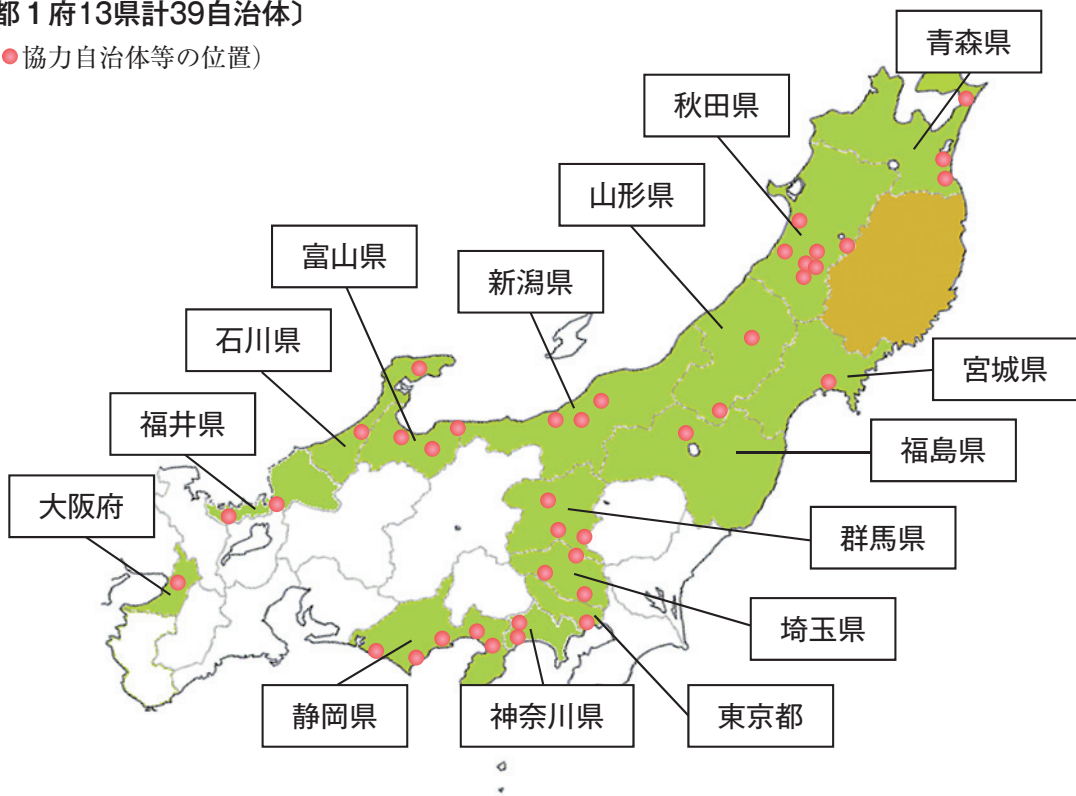 都１府13県計39自治体〕
●協力自治体等の位置）
青森県
秋田県
山形県
富山県
新潟県
石川県
宮城県
福井県
福島県
大阪府
群馬県
埼玉県
静岡県
神奈川県
東京都